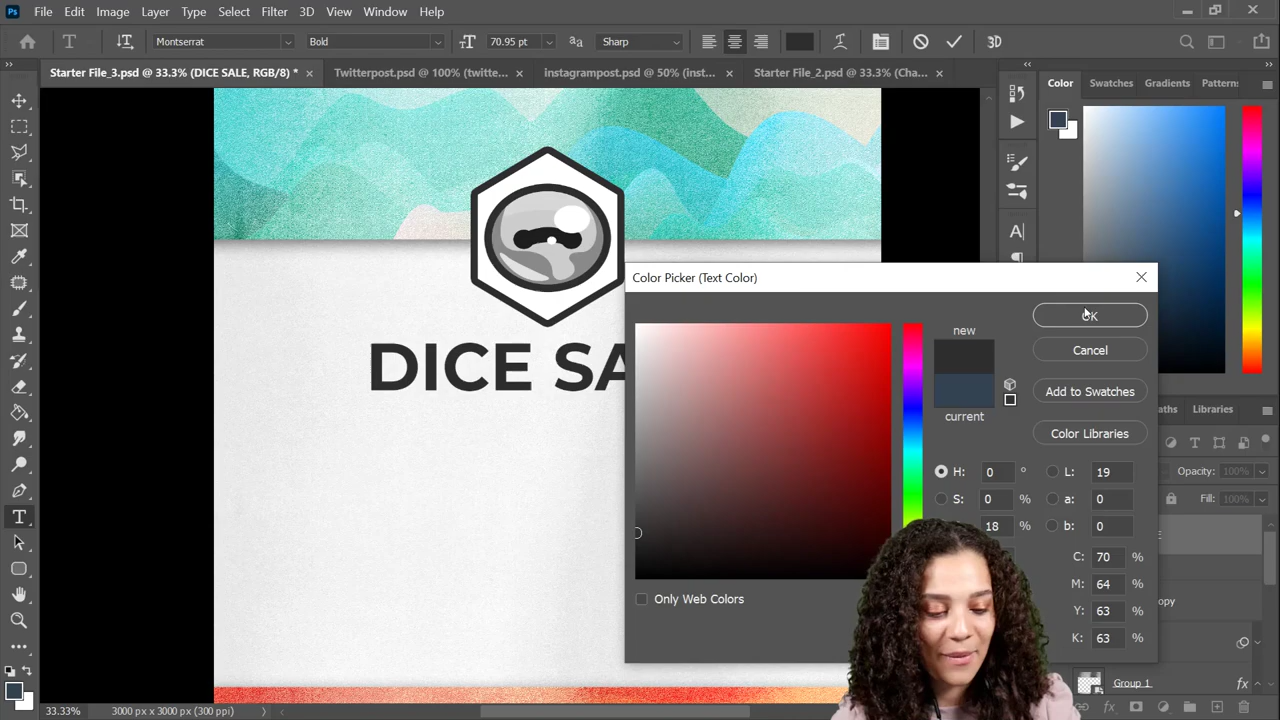 Ps File Edit Image Layer Type Select Filter 3D View Window Help
T Montserrat Bold 70.95 pt Sharp 3D
Starter File_3.psd @ 33.3% (DICE SALE, RGB/8) * Twitterpost.psd @ 100% (twitte... instagrampost.psd @ 50% (inst... Starter File_2.psd @ 33.3% (Cha...
Color Swatches Gradients Patterns
Color Picker (Text Color)
new
OK
Cancel
DICE SA
Add to Swatches
current
aths Libraries
Color Libraries
Opacity: 100%
H: 0 ° L: 19
S: 0 % a: 0 Fill: 100%
18 % b: 0
C: 70 %
Only Web Colors
M: 64 %
opy
Y: 63 %
K: 63 %
Group 1 fx
33.33% 3000 px x 3000 px (300 ppi)